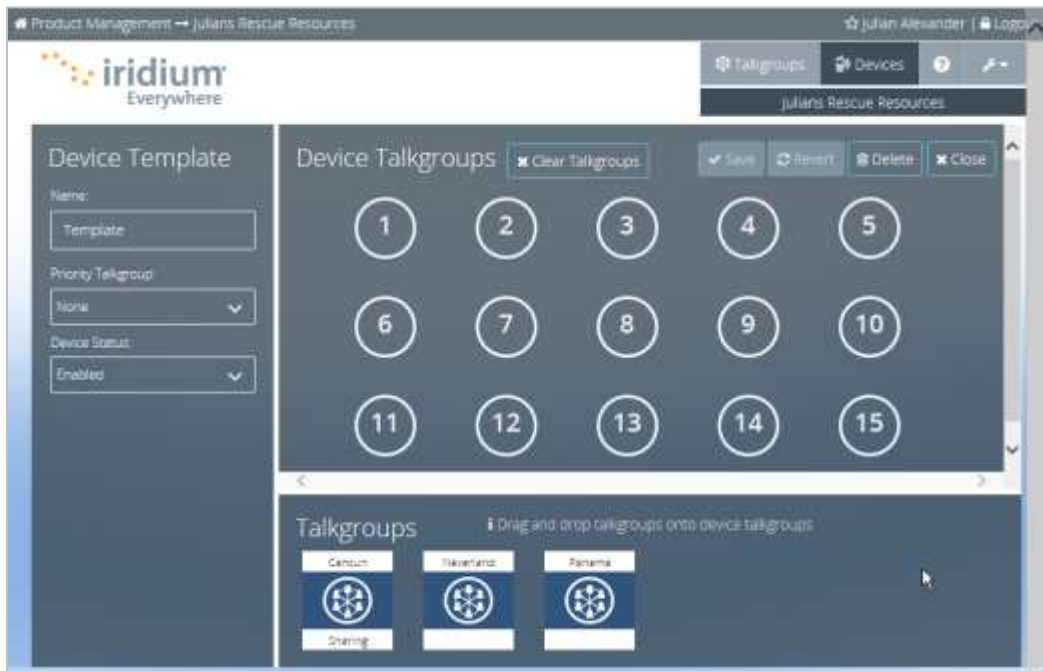 Product Management → Julians Rescue Resources
Julian Alexander | Logout
iridium
Everywhere
Talkgroups
Devices
?
Julians Rescue Resources
Device Template
Name:
Template
Priority Talkgroup:
None
Device Status:
Enabled
Device Talkgroups
Clear Talkgroups
Save
Revert
Delete
Close
1 2 3 4 5
6 7 8 9 10
11 12 13 14 15
Talkgroups
Drag and drop talkgroups onto device talkgroups
Cancun
Neverland
Panama
Sharing